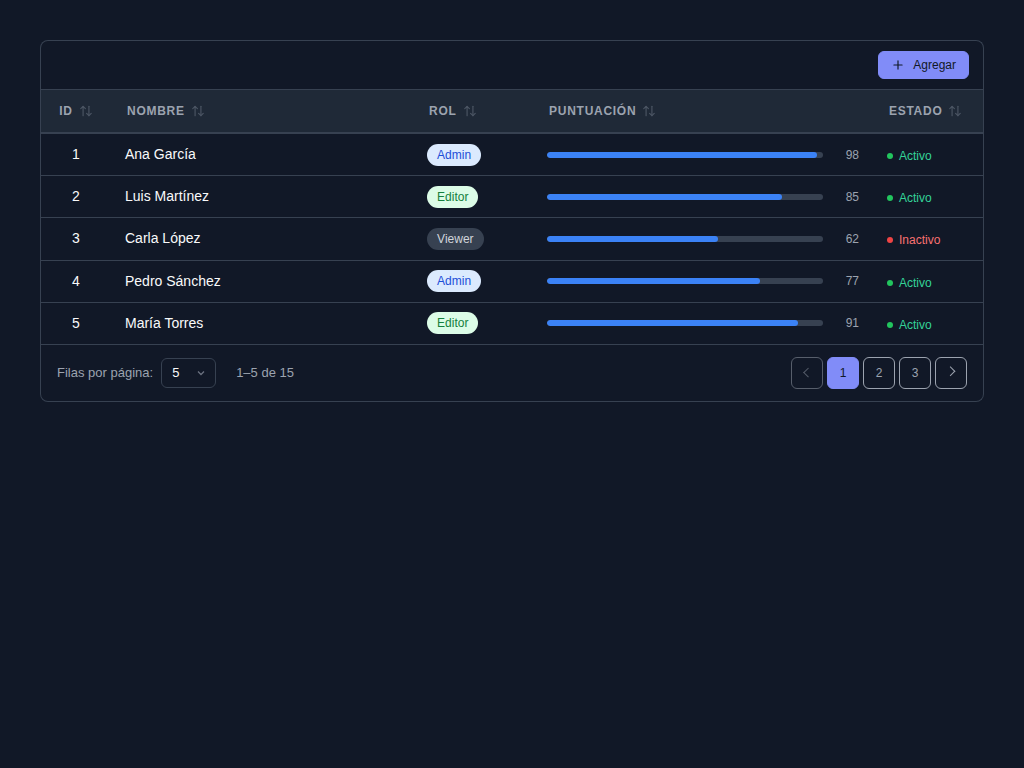 Agregar
ID NOMBRE ROL PUNTUACIÓN ESTADO
1 Ana García Admin 98 Activo
2 Luis Martínez Editor 85 Activo
3 Carla López Viewer 62 Inactivo
4 Pedro Sánchez Admin 77 Activo
5 María Torres Editor 91 Activo
Filas por página: 5 1–5 de 15 1 2 3